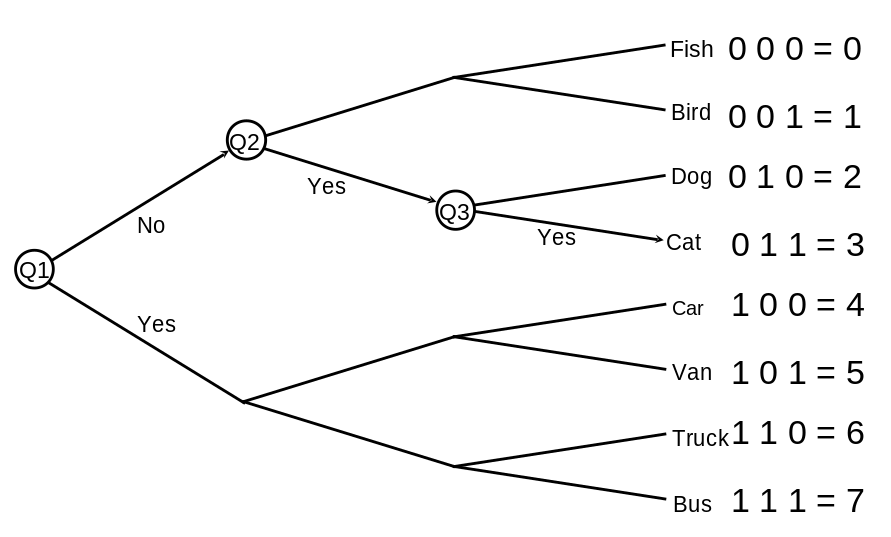 Fish 0 0 0 = 0
Bird 0 0 1 = 1
Q2
Dog 0 1 0 = 2
Yes
Q3
No
Yes
Cat 0 1 1 = 3
Q1
Car 1 0 0 = 4
Yes
Van 1 0 1 = 5
Truck 1 1 0 = 6
Bus 1 1 1 = 7